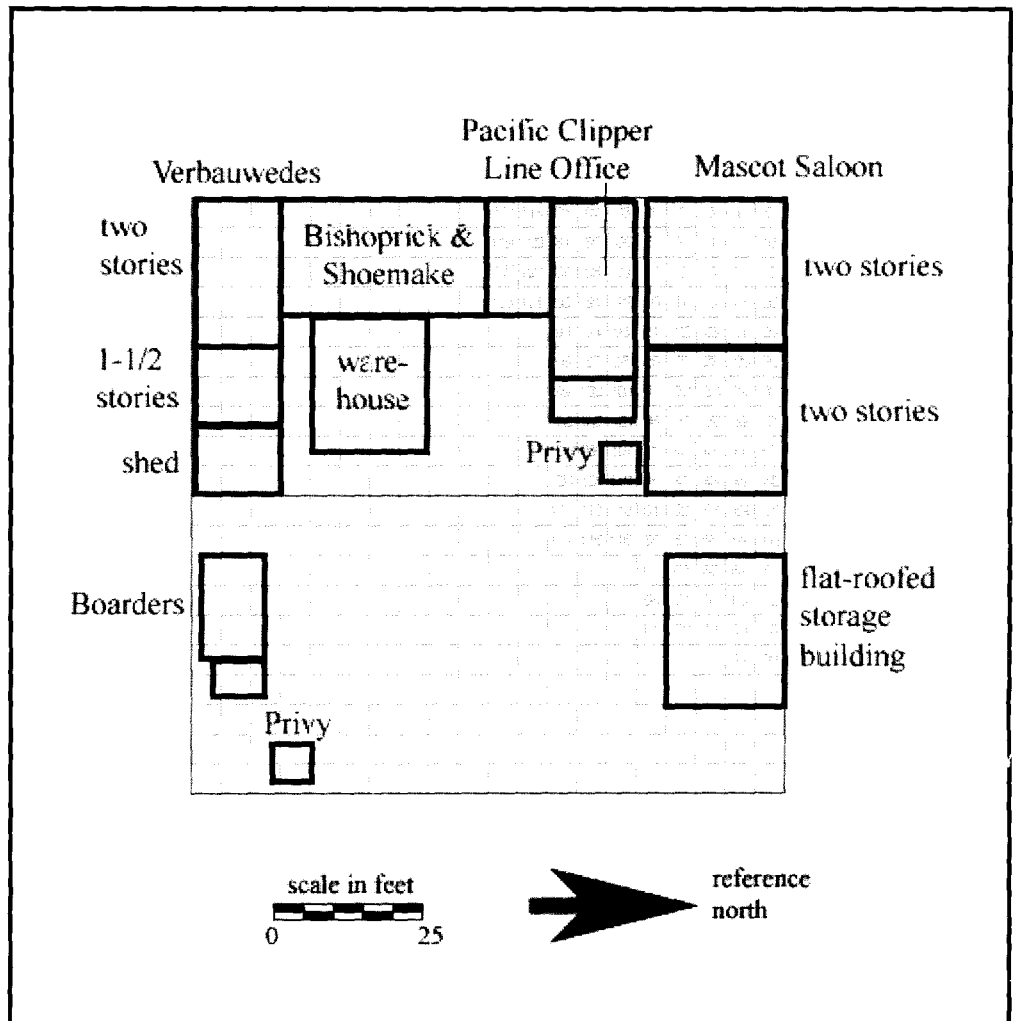 Pacific Clipper
Line Office
Verbauwedes
Mascot Saloon
two
stories
Bishoprick &
Shoemake
two stories
1-1/2
stories
ware-
house
two stories
shed
Privy
Boarders
flat-roofed
storage
building
Privy
scale in feet
0
25
reference
north